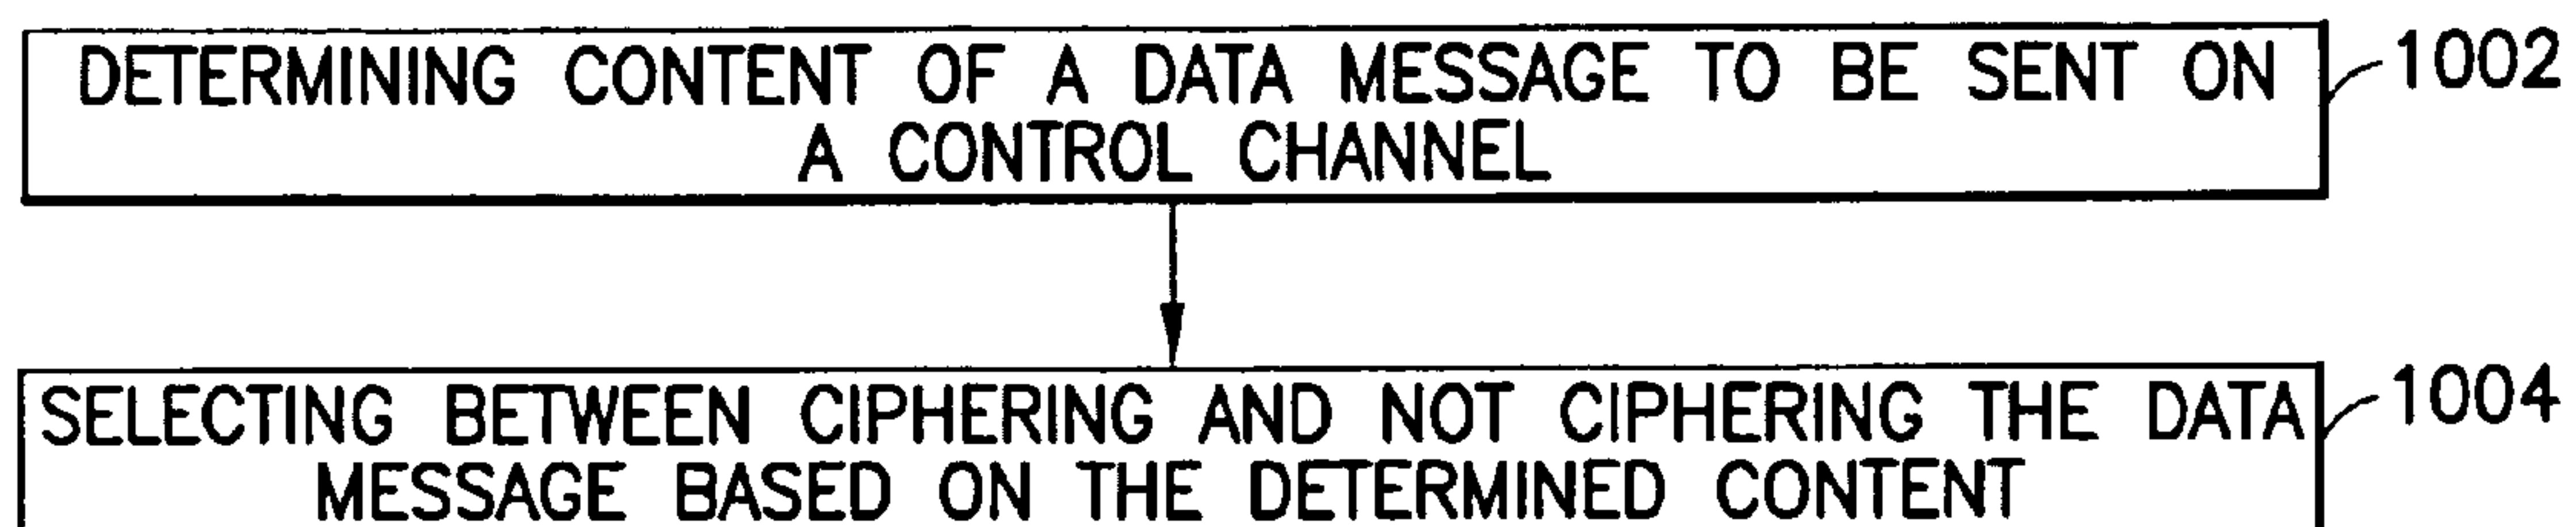 DETERMINING CONTENT OF A DATA MESSAGE TO BE SENT ON
A CONTROL CHANNEL
1002
SELECTING BETWEEN CIPHERING AND NOT CIPHERING THE DATA
MESSAGE BASED ON THE DETERMINED CONTENT
1004